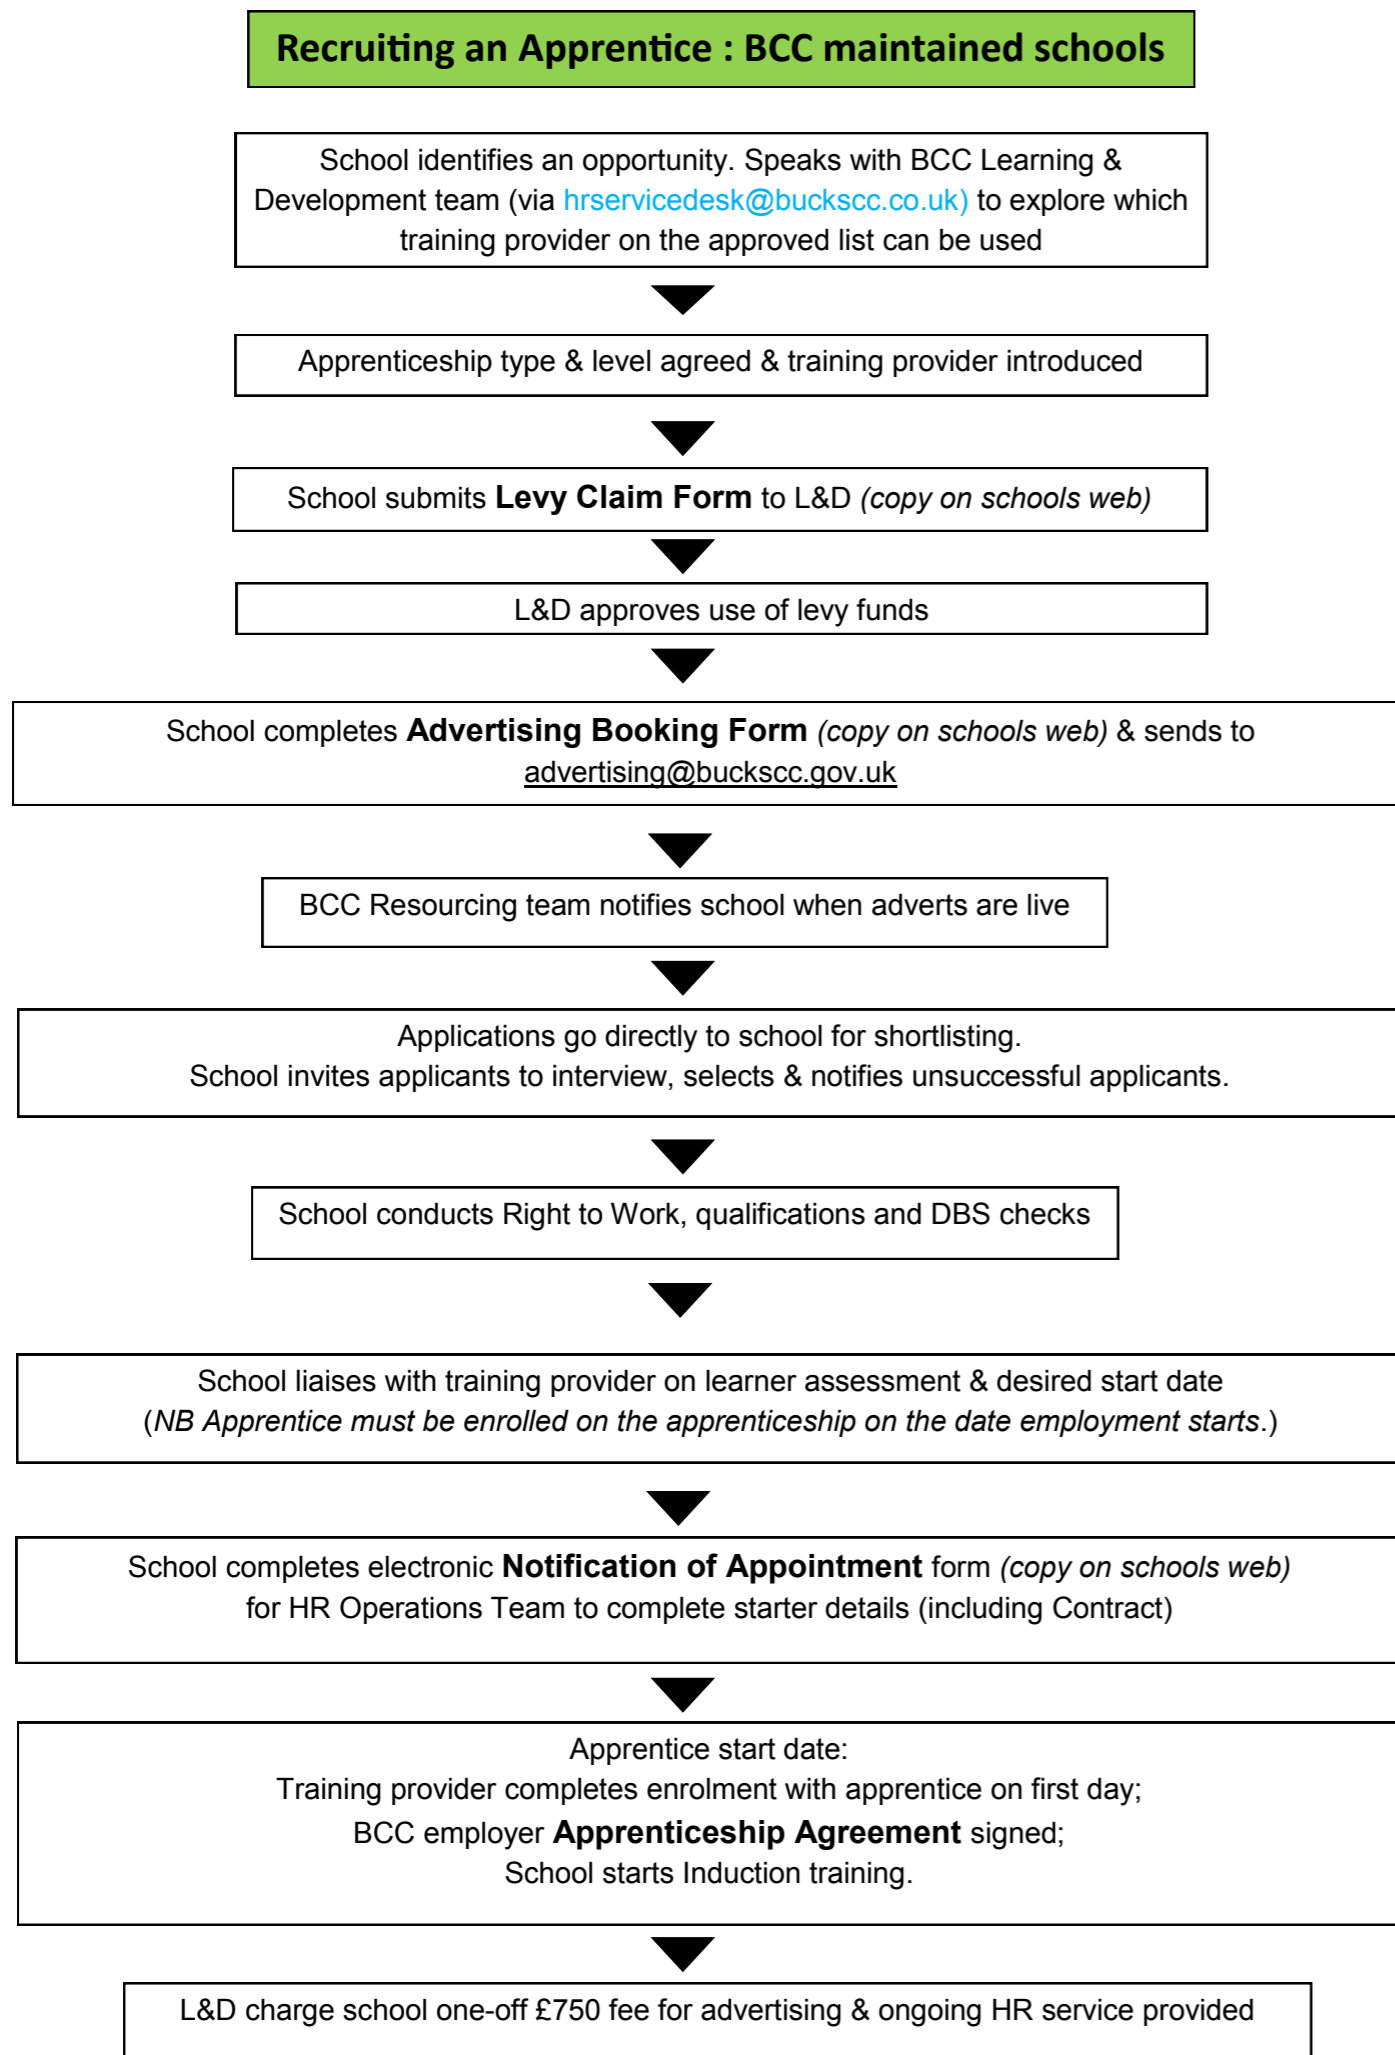 Recruiting an Apprentice : BCC maintained schools
School identifies an opportunity. Speaks with BCC Learning &
Development team (via hrservicedesk@buckscc.co.uk) to explore which
training provider on the approved list can be used
Apprenticeship type & level agreed & training provider introduced
School submits Levy Claim Form to L&D (copy on schools web)
L&D approves use of levy funds
School completes Advertising Booking Form (copy on schools web) & sends to
advertising@buckscc.gov.uk
BCC Resourcing team notifies school when adverts are live
Applications go directly to school for shortlisting.
School invites applicants to interview, selects & notifies unsuccessful applicants.
School conducts Right to Work, qualifications and DBS checks
School liaises with training provider on learner assessment & desired start date
(NB Apprentice must be enrolled on the apprenticeship on the date employment starts.)
School completes electronic Notification of Appointment form (copy on schools web)
for HR Operations Team to complete starter details (including Contract)
Apprentice start date:
Training provider completes enrolment with apprentice on first day;
BCC employer Apprenticeship Agreement signed;
School starts Induction training.
L&D charge school one-off £750 fee for advertising & ongoing HR service provided